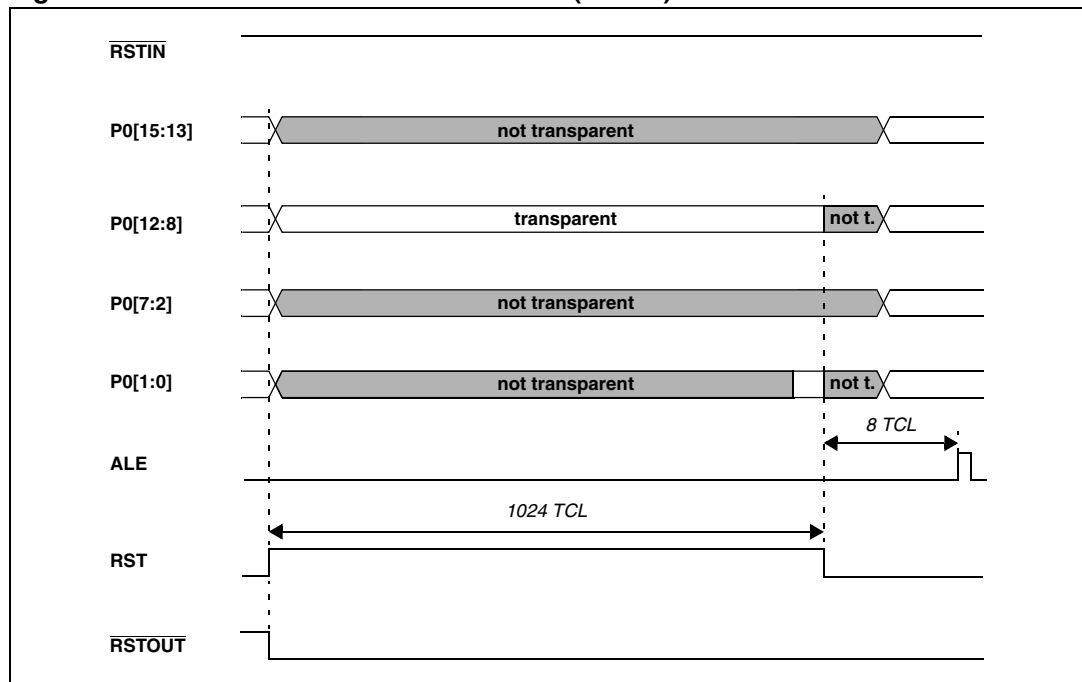 RSTIN
P0[15:13]
not transparent
P0[12:8]
transparent
not t.
P0[7:2]
not transparent
P0[1:0]
not transparent
not t.
8 TCL
ALE
1024 TCL
RST
RSTOUT